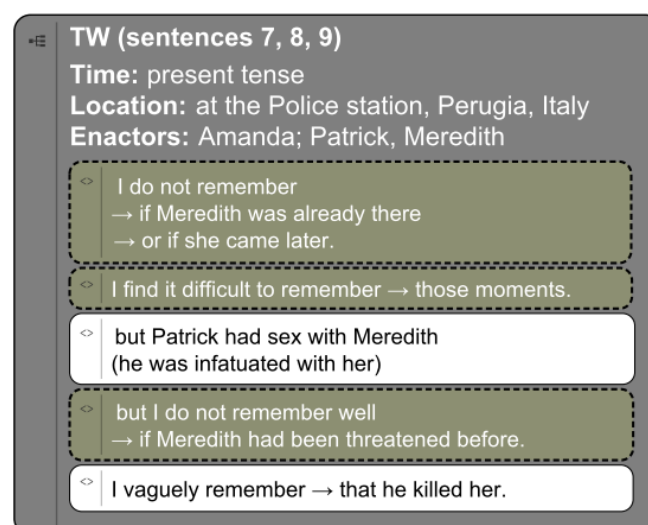 TW (sentences 7, 8, 9)
Time: present tense
Location: at the Police station, Perugia, Italy
Enactors: Amanda; Patrick, Meredith
<> I do not remember
→ if Meredith was already there
→ or if she came later.
<> I find it difficult to remember → those moments.
<> but Patrick had sex with Meredith
(he was infatuated with her)
<> but I do not remember well
→ if Meredith had been threatened before.
<> I vaguely remember → that he killed her.